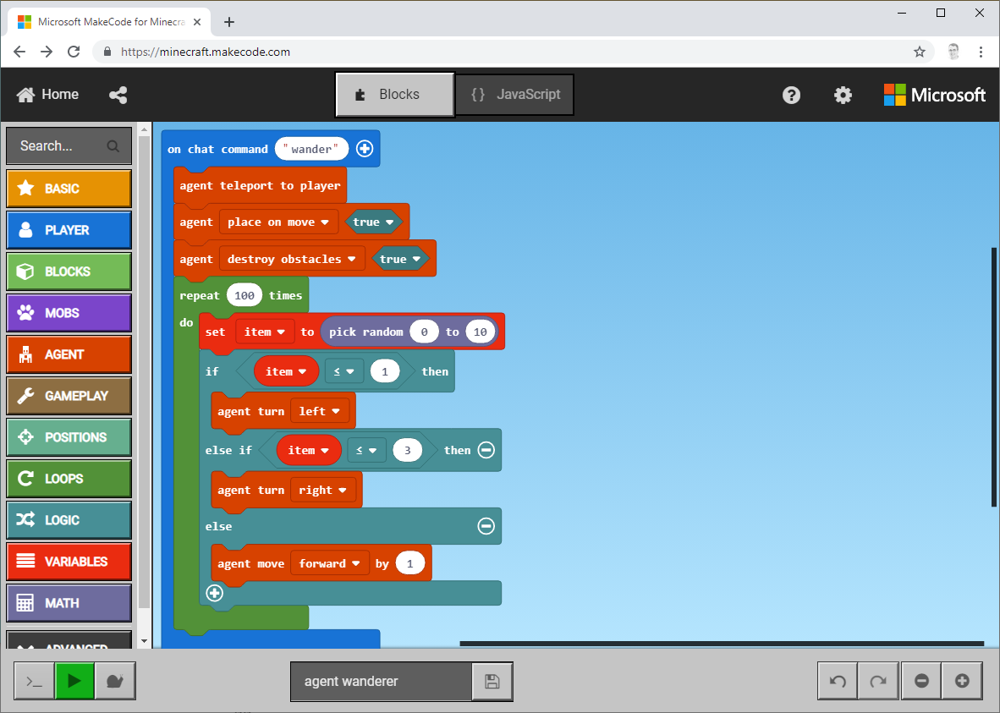 Microsoft MakeCode for Minecra
https://minecraft.makecode.com
Home
Blocks
{ } JavaScript
Microsoft
Search...
BASIC
PLAYER
BLOCKS
MOBS
AGENT
GAMEPLAY
POSITIONS
LOOPS
LOGIC
VARIABLES
MATH
ADVANCED
on chat command "wander"
agent teleport to player
agent place on move true
agent destroy obstacles true
repeat 100 times
do
set item to pick random 0 to 10
if item ≤ 1 then
agent turn left
else if item ≤ 3 then
agent turn right
else
agent move forward by 1
agent wanderer